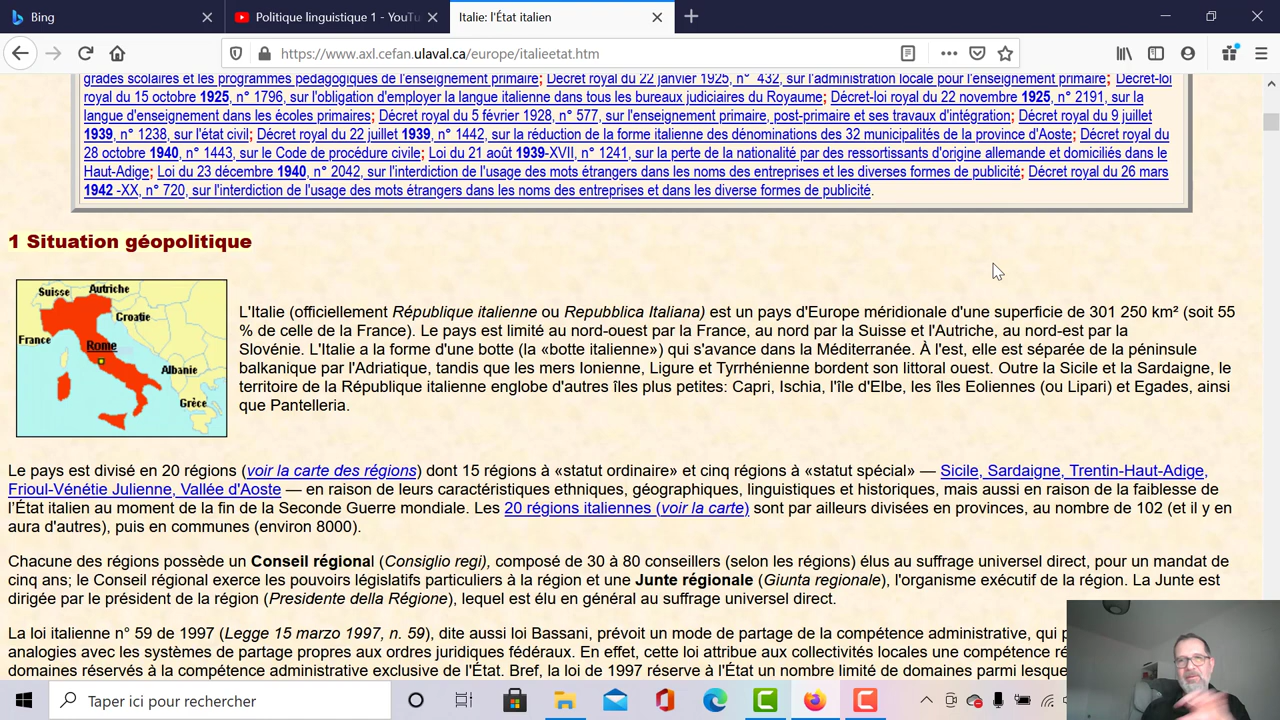 Bing
Politique linguistique 1 - YouTu
Italie: l'État italien
https://www.axl.cefan.ulaval.ca/europe/italieetat.htm
grades scolaires et les programmes pédagogiques de l'enseignement primaire; Décret royal du 22 janvier 1925, n° 432, sur l'administration locale pour l'enseignement primaire; Décret-loi
royal du 15 octobre 1925, n° 1796, sur l'obligation d'employer la langue italienne dans tous les bureaux judiciaires du Royaume; Décret-loi royal du 22 novembre 1925, n° 2191, sur la
langue d'enseignement dans les écoles primaires; Décret royal du 5 février 1928, n° 577, sur l'enseignement primaire, post-primaire et ses travaux d'intégration; Décret royal du 9 juillet
1939, n° 1238, sur l'état civil; Décret royal du 22 juillet 1939, n° 1442, sur la réduction de la forme italienne des dénominations des 32 municipalités de la province d'Aoste; Décret royal du
28 octobre 1940, n° 1443, sur le Code de procédure civile; Loi du 21 août 1939-XVII, n° 1241, sur la perte de la nationalité par des ressortissants d'origine allemande et domiciliés dans le
Haut-Adige; Loi du 23 décembre 1940, n° 2042, sur l'interdiction de l'usage des mots étrangers dans les noms des entreprises et les diverses formes de publicité; Décret royal du 26 mars
1942 -XX, n° 720, sur l'interdiction de l'usage des mots étrangers dans les noms des entreprises et dans les diverse formes de publicité.
1 Situation géopolitique
Suisse
Autriche
Croatie
France
Rome
Albanie
Grèce
L'Italie (officiellement République italienne ou Repubblica Italiana) est un pays d'Europe méridionale d'une superficie de 301 250 km² (soit 55
% de celle de la France). Le pays est limité au nord-ouest par la France, au nord par la Suisse et l'Autriche, au nord-est par la
Slovénie. L'Italie a la forme d'une botte (la «botte italienne») qui s'avance dans la Méditerranée. À l'est, elle est séparée de la péninsule
balkanique par l'Adriatique, tandis que les mers Ionienne, Ligure et Tyrrhénienne bordent son littoral ouest. Outre la Sicile et la Sardaigne, le
territoire de la République italienne englobe d'autres îles plus petites: Capri, Ischia, l'île d'Elbe, les îles Eoliennes (ou Lipari) et Egades, ainsi
que Pantelleria.
Le pays est divisé en 20 régions (voir la carte des régions) dont 15 régions à «statut ordinaire» et cinq régions à «statut spécial» — Sicile, Sardaigne, Trentin-Haut-Adige,
Frioul-Vénétie Julienne, Vallée d'Aoste — en raison de leurs caractéristiques ethniques, géographiques, linguistiques et historiques, mais aussi en raison de la faiblesse de
l'État italien au moment de la fin de la Seconde Guerre mondiale. Les 20 régions italiennes (voir la carte) sont par ailleurs divisées en provinces, au nombre de 102 (et il y en
aura d'autres), puis en communes (environ 8000).
Chacune des régions possède un Conseil régional (Consiglio regi), composé de 30 à 80 conseillers (selon les régions) élus au suffrage universel direct, pour un mandat de
cinq ans; le Conseil régional exerce les pouvoirs législatifs particuliers à la région et une Junte régionale (Giunta regionale), l'organisme exécutif de la région. La Junte est
dirigée par le président de la région (Presidente della Régione), lequel est élu en général au suffrage universel direct.
La loi italienne n° 59 de 1997 (Legge 15 marzo 1997, n. 59), dite aussi loi Bassani, prévoit un mode de partage de la compétence administrative, qui p
analogies avec les systèmes de partage propres aux ordres juridiques fédéraux. En effet, cette loi attribue aux collectivités locales une compétence ré
domaines réservés à la compétence administrative exclusive de l'État. Bref, la loi de 1997 réserve à l'État un nombre limité de domaines parmi lesque
Taper ici pour rechercher